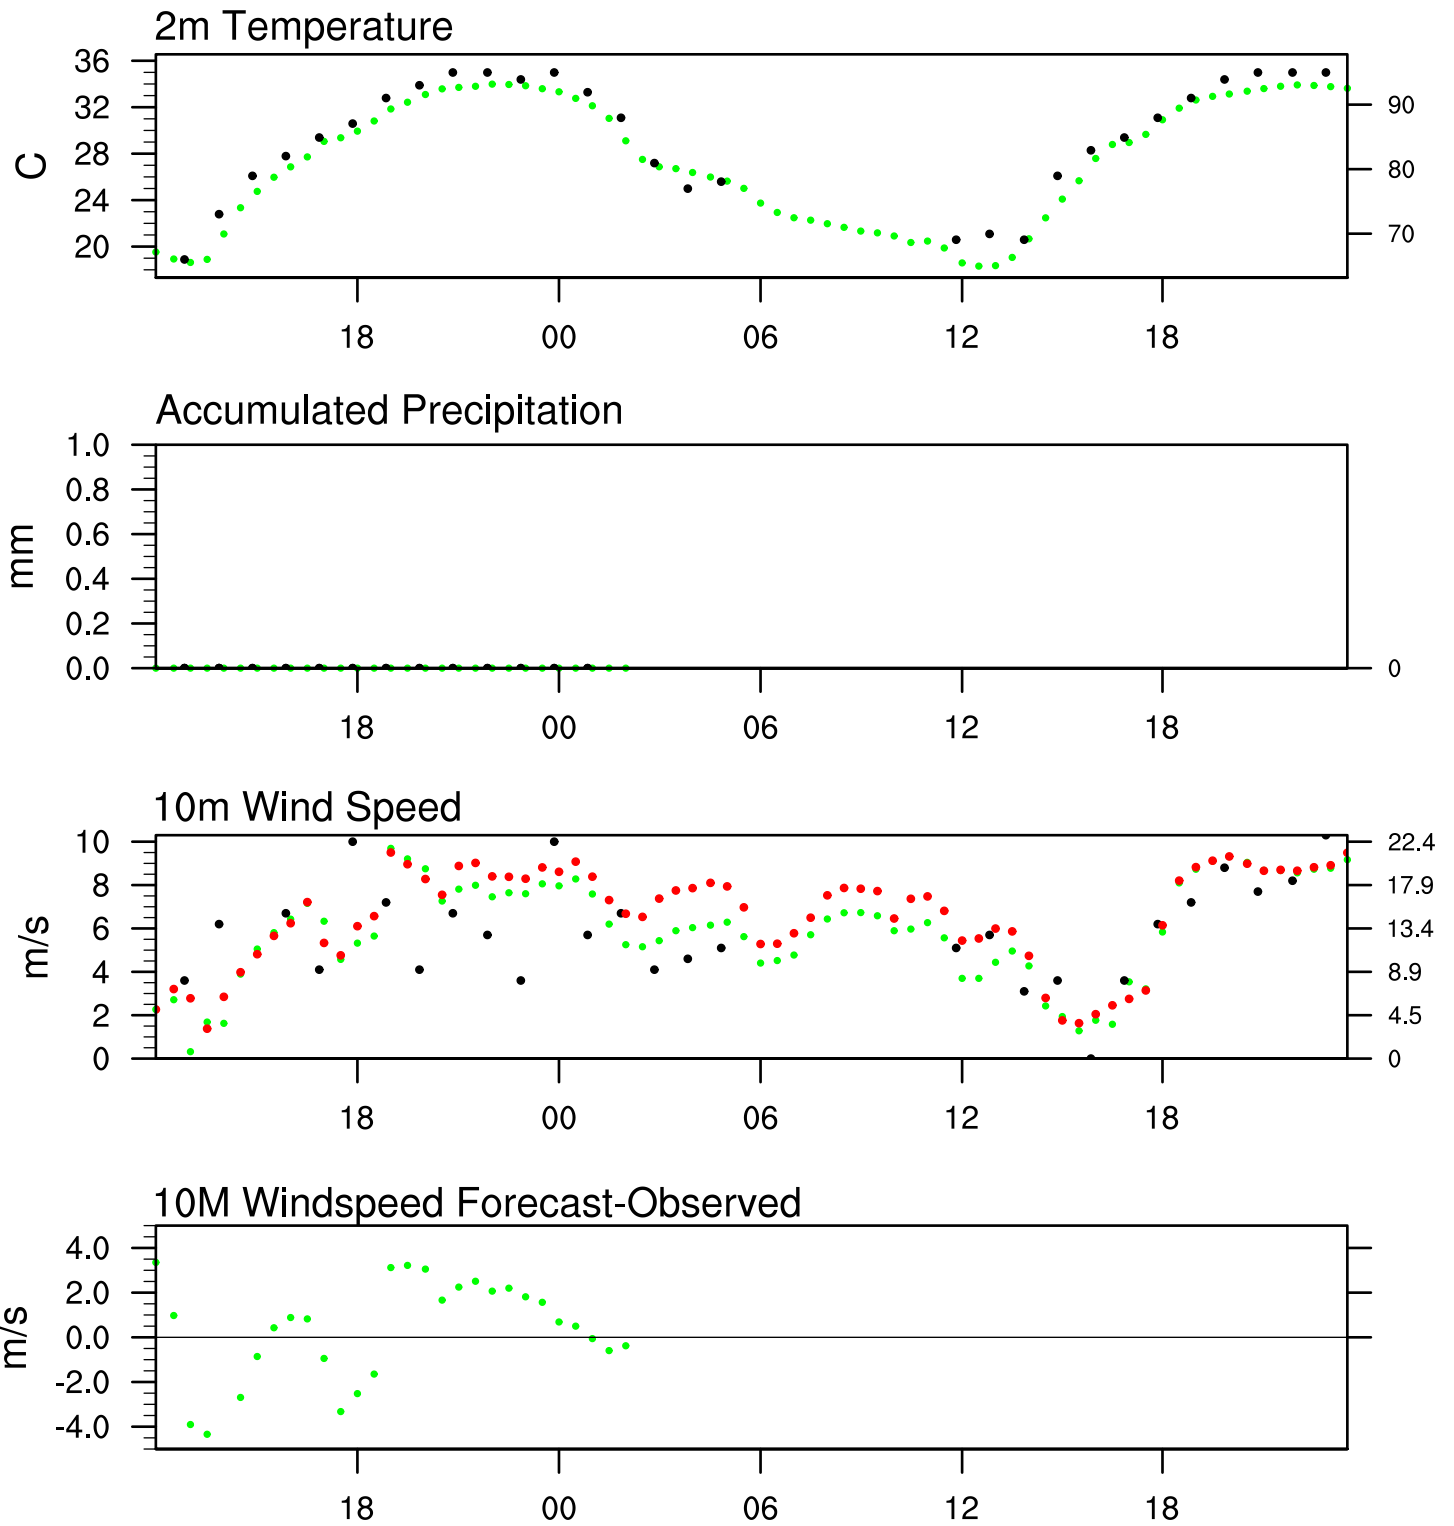 2m Temperature
36
32
28
24
20
C
90
80
70
18 00 06 12 18
Accumulated Precipitation
1.0
0.8
0.6
0.4
0.2
0.0
mm
0
18 00 06 12 18
10m Wind Speed
10
8
6
4
2
0
m/s
22.4
17.9
13.4
8.9
4.5
0
18 00 06 12 18
10M Windspeed Forecast-Observed
4.0
2.0
0.0
-2.0
-4.0
m/s
18 00 06 12 18